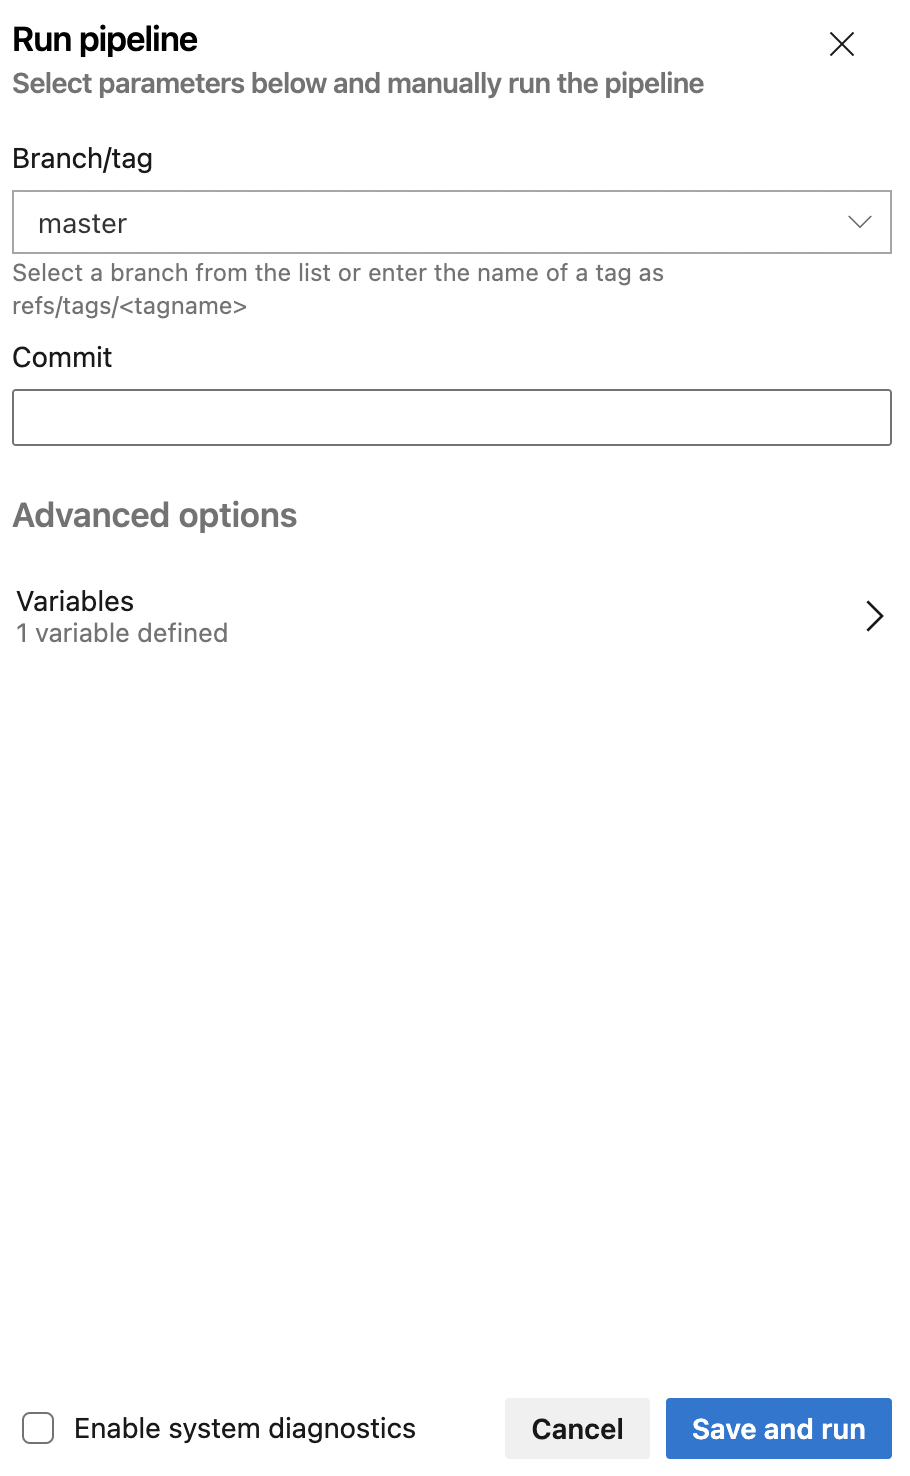 Run pipeline
Select parameters below and manually run the pipeline
Branch/tag
master
Select a branch from the list or enter the name of a tag as
refs/tags/<tagname>
Commit
Advanced options
Variables
1 variable defined
Enable system diagnostics
Cancel
Save and run